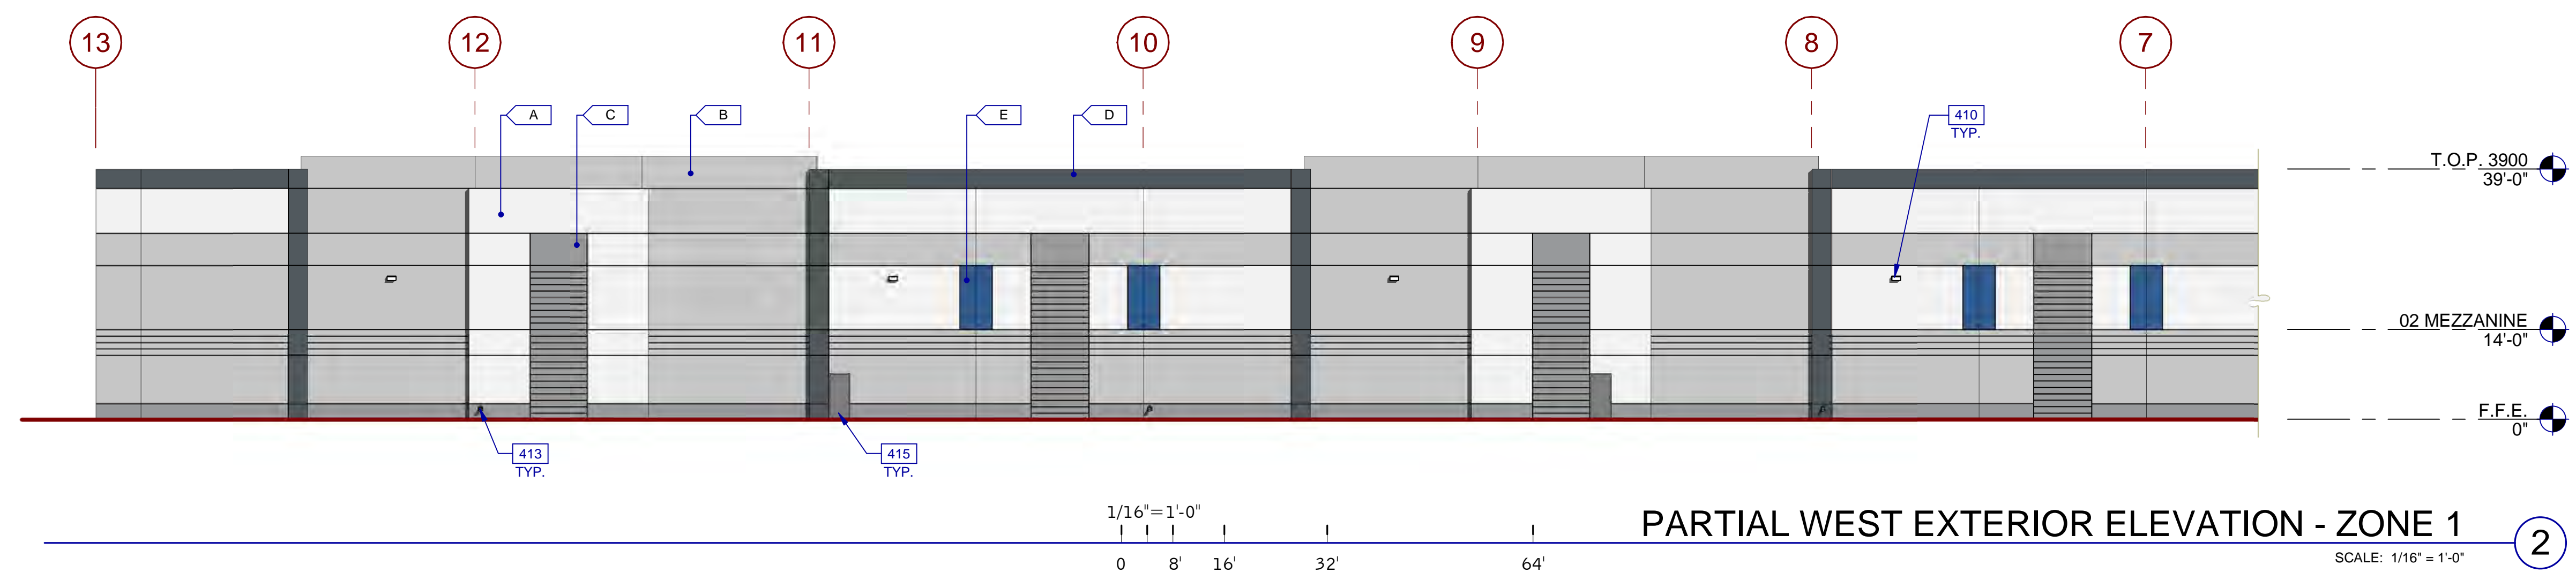 13 12 11 10 9 8 7
A C B E D 410
TYP.
T.O.P. 3900
39'-0"
02 MEZZANINE
14'-0"
F.F.E.
0"
413
TYP.
415
TYP.
1/16"=1'-0"
0 8' 16' 32' 64'
PARTIAL WEST EXTERIOR ELEVATION - ZONE 1
SCALE: 1/16" = 1'-0"
2